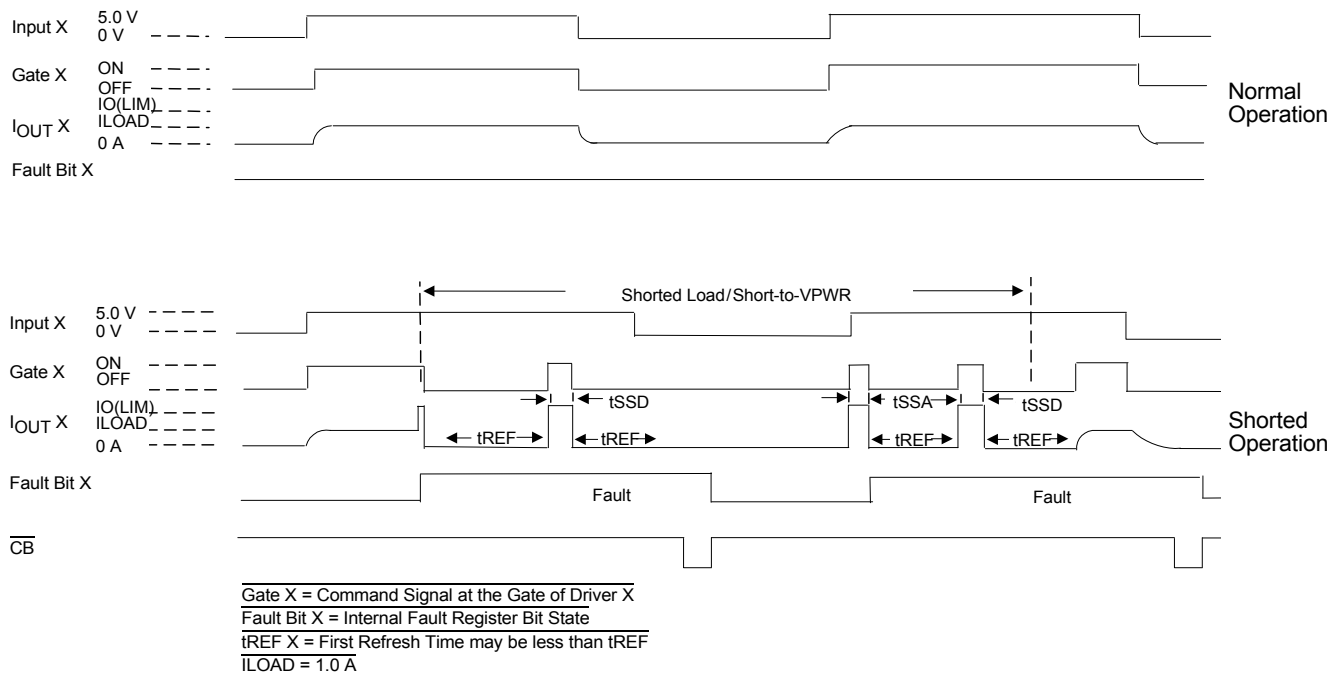 Input X
5.0 V
0 V
Gate X
ON
OFF
IOUT X
IO(LIM)
ILOAD
0 A
Fault Bit X
Normal
Operation
Shorted Load/Short-to-VPWR
Input X
5.0 V
0 V
Gate X
ON
OFF
tSSD
tSSA
tSSD
IOUT X
IO(LIM)
ILOAD
0 A
tREF
tREF
tREF
tREF
Shorted
Operation
Fault Bit X
Fault
Fault
CB
Gate X = Command Signal at the Gate of Driver X
Fault Bit X = Internal Fault Register Bit State
tREF X = First Refresh Time may be less than tREF
ILOAD = 1.0 A